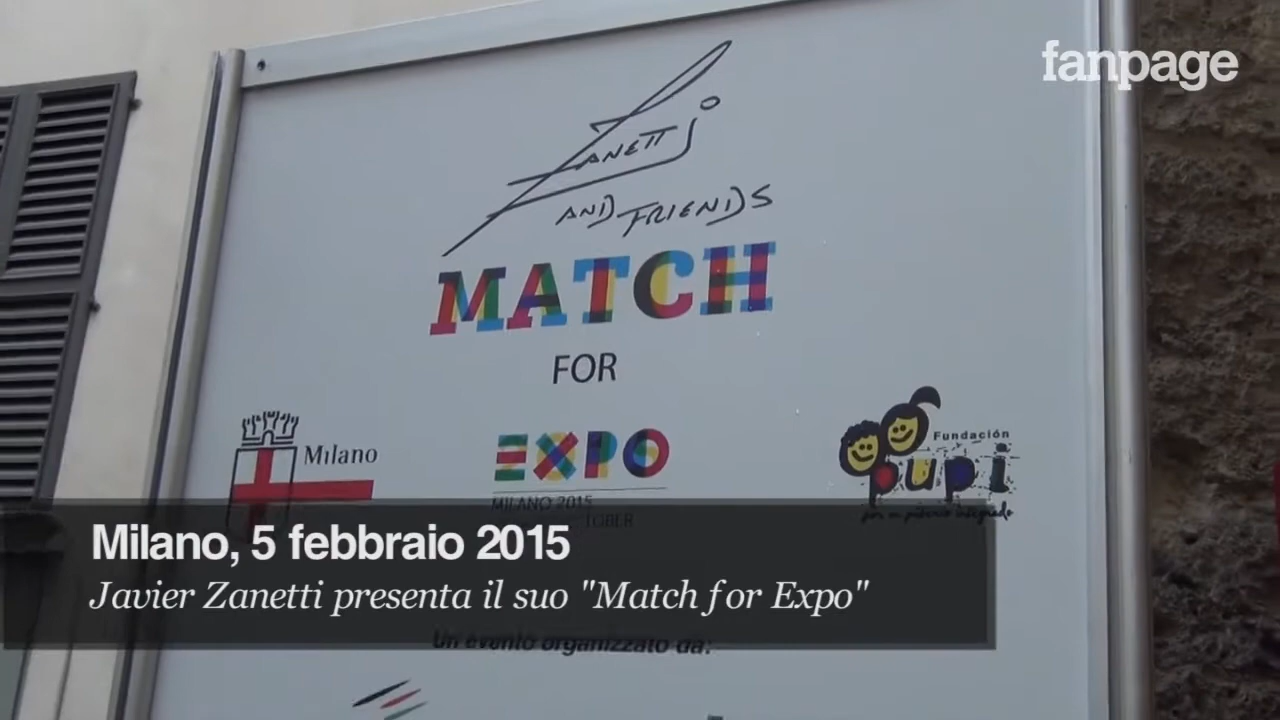 fanpage
Zanetti
AND FRIENDS
MATCH
FOR
Milano
EXPO
MILANO 2015
Fundación
pupi
Milano, 5 febbraio 2015
Javier Zanetti presenta il suo "Match for Expo"
Un evento organizzato da: